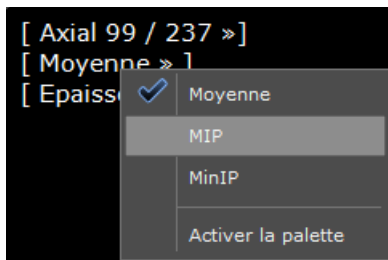 [ Axial 99 / 237 »]
[ Moyenne » ]
[ Epaiss
Moyenne
MIP
MinIP
Activer la palette